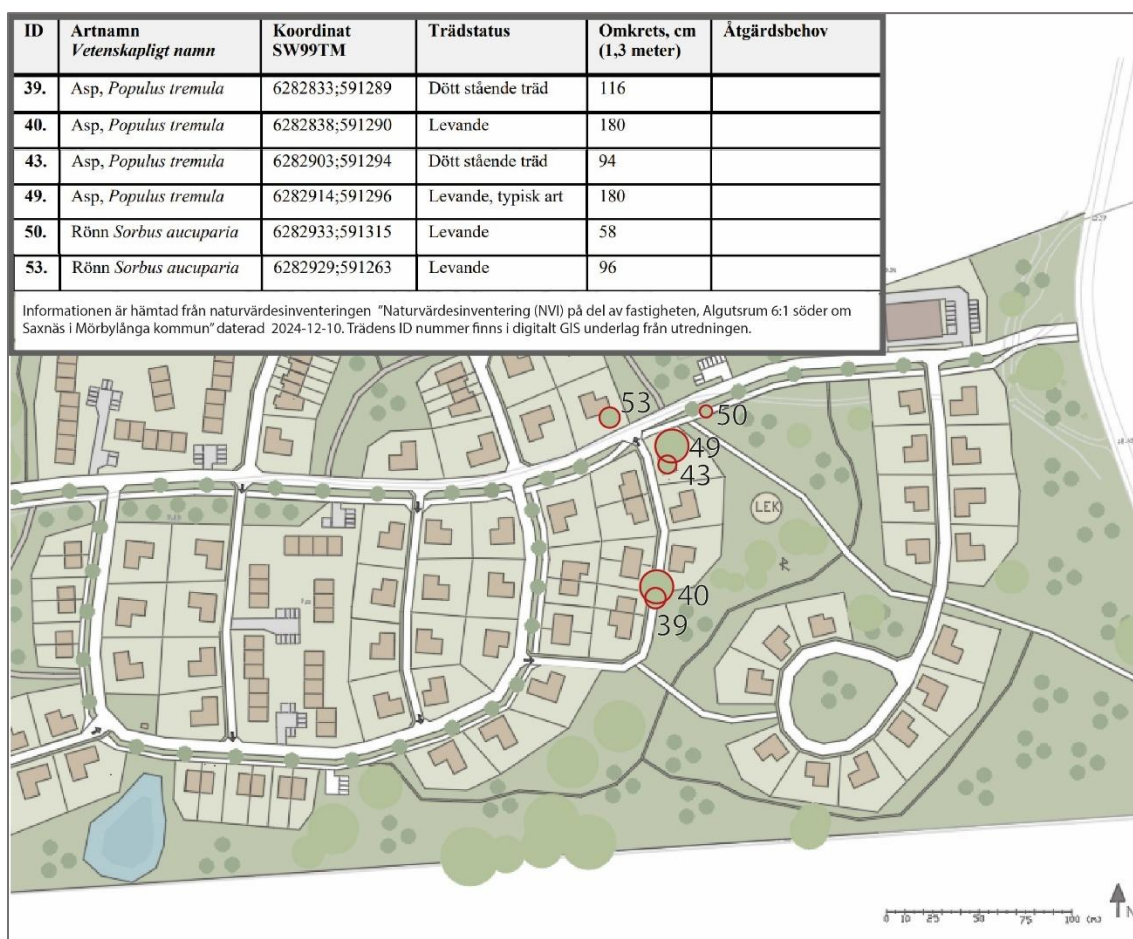 ID Artnamn Koordinat Trädstatus Omkrets, cm Åtgärdsbehov
Vetenskapligt namn SW99TM (1,3 meter)
39. Asp, Populus tremula 6282833;591289 Dött stående träd 116
40. Asp, Populus tremula 6282838;591290 Levande 180
43. Asp, Populus tremula 6282903;591294 Dött stående träd 94
49. Asp, Populus tremula 6282914;591296 Levande, typisk art 180
50. Rönn Sorbus aucuparia 6282933;591315 Levande 58
53. Rönn Sorbus aucuparia 6282929;591263 Levande 96
Informationen är hämtad från naturvärdesinventeringen "Naturvärdesinventering (NVI) på del av fastigheten, Algutsrum 6:1 söder om
Saxnäs i Mörbylånga kommun" daterad 2024-12-10. Trädens ID nummer finns i digitalt GIS underlag från utredningen.
53
50
49
43
LEK
40
39
0 10 25 50 75 100 (m)
N